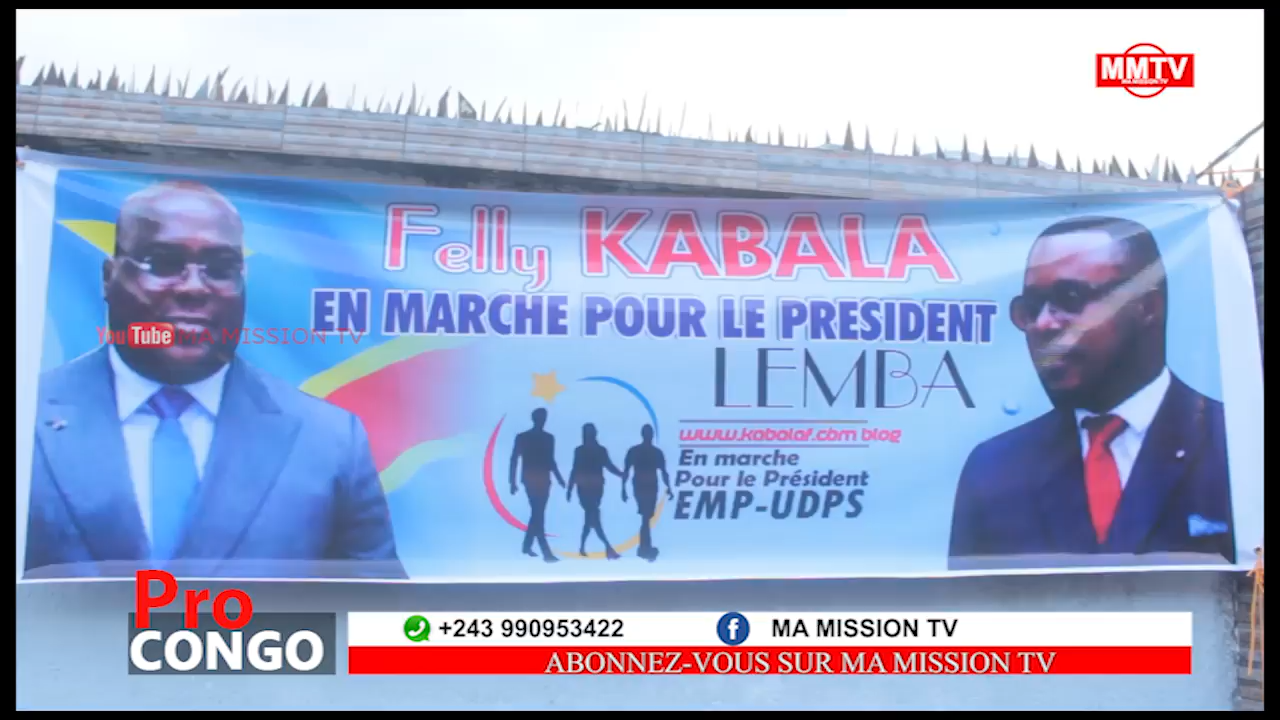 MMTV
MA MISSION TV
Felly KABALA
EN MARCHE POUR LE PRESIDENT
YouTube MA MISSION TV
LEMBA
www.kabalaf.com blog
En marche
Pour le Président
EMP-UDPS
Pro
CONGO
+243 990953422
MA MISSION TV
ABONNEZ-VOUS SUR MA MISSION TV